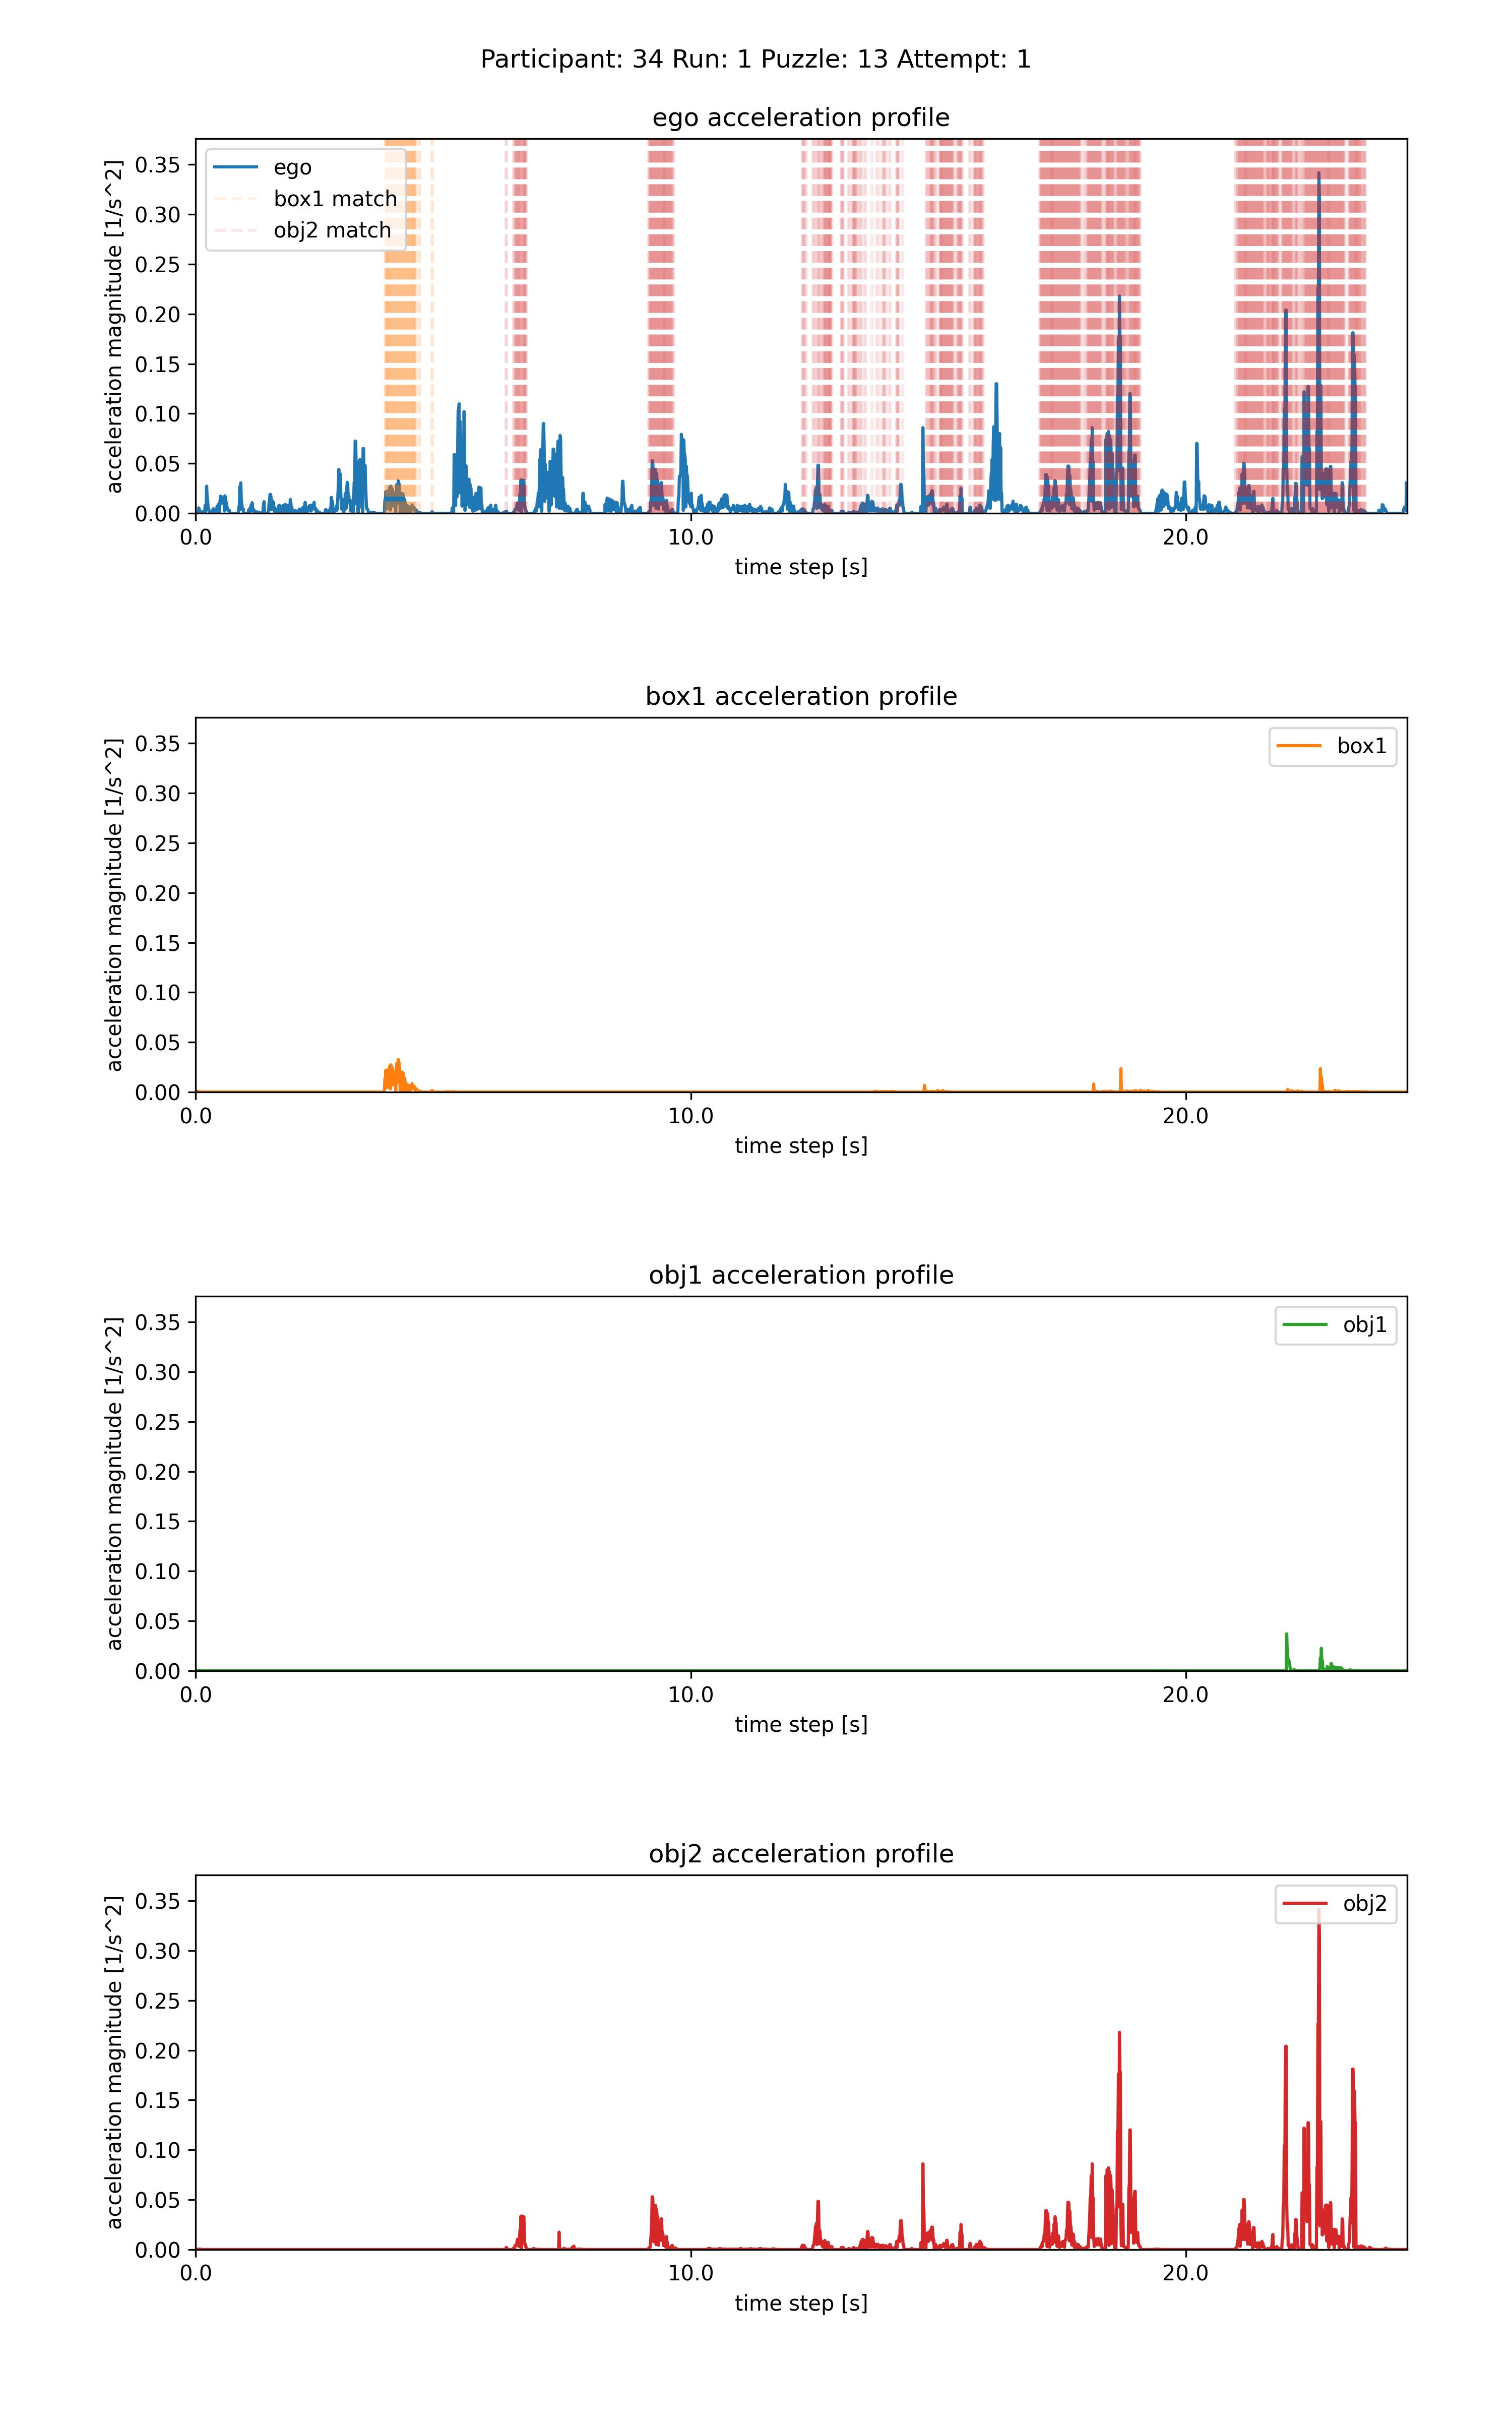 Participant: 34 Run: 1 Puzzle: 13 Attempt: 1
ego acceleration profile
acceleration magnitude [1/s^2]
0.35
0.30
0.25
0.20
0.15
0.10
0.05
0.00
ego
box1 match
obj2 match
0.0 10.0 20.0
time step [s]
box1 acceleration profile
acceleration magnitude [1/s^2]
0.35
0.30
0.25
0.20
0.15
0.10
0.05
0.00
box1
0.0 10.0 20.0
time step [s]
obj1 acceleration profile
acceleration magnitude [1/s^2]
0.35
0.30
0.25
0.20
0.15
0.10
0.05
0.00
obj1
0.0 10.0 20.0
time step [s]
obj2 acceleration profile
acceleration magnitude [1/s^2]
0.35
0.30
0.25
0.20
0.15
0.10
0.05
0.00
obj2
0.0 10.0 20.0
time step [s]